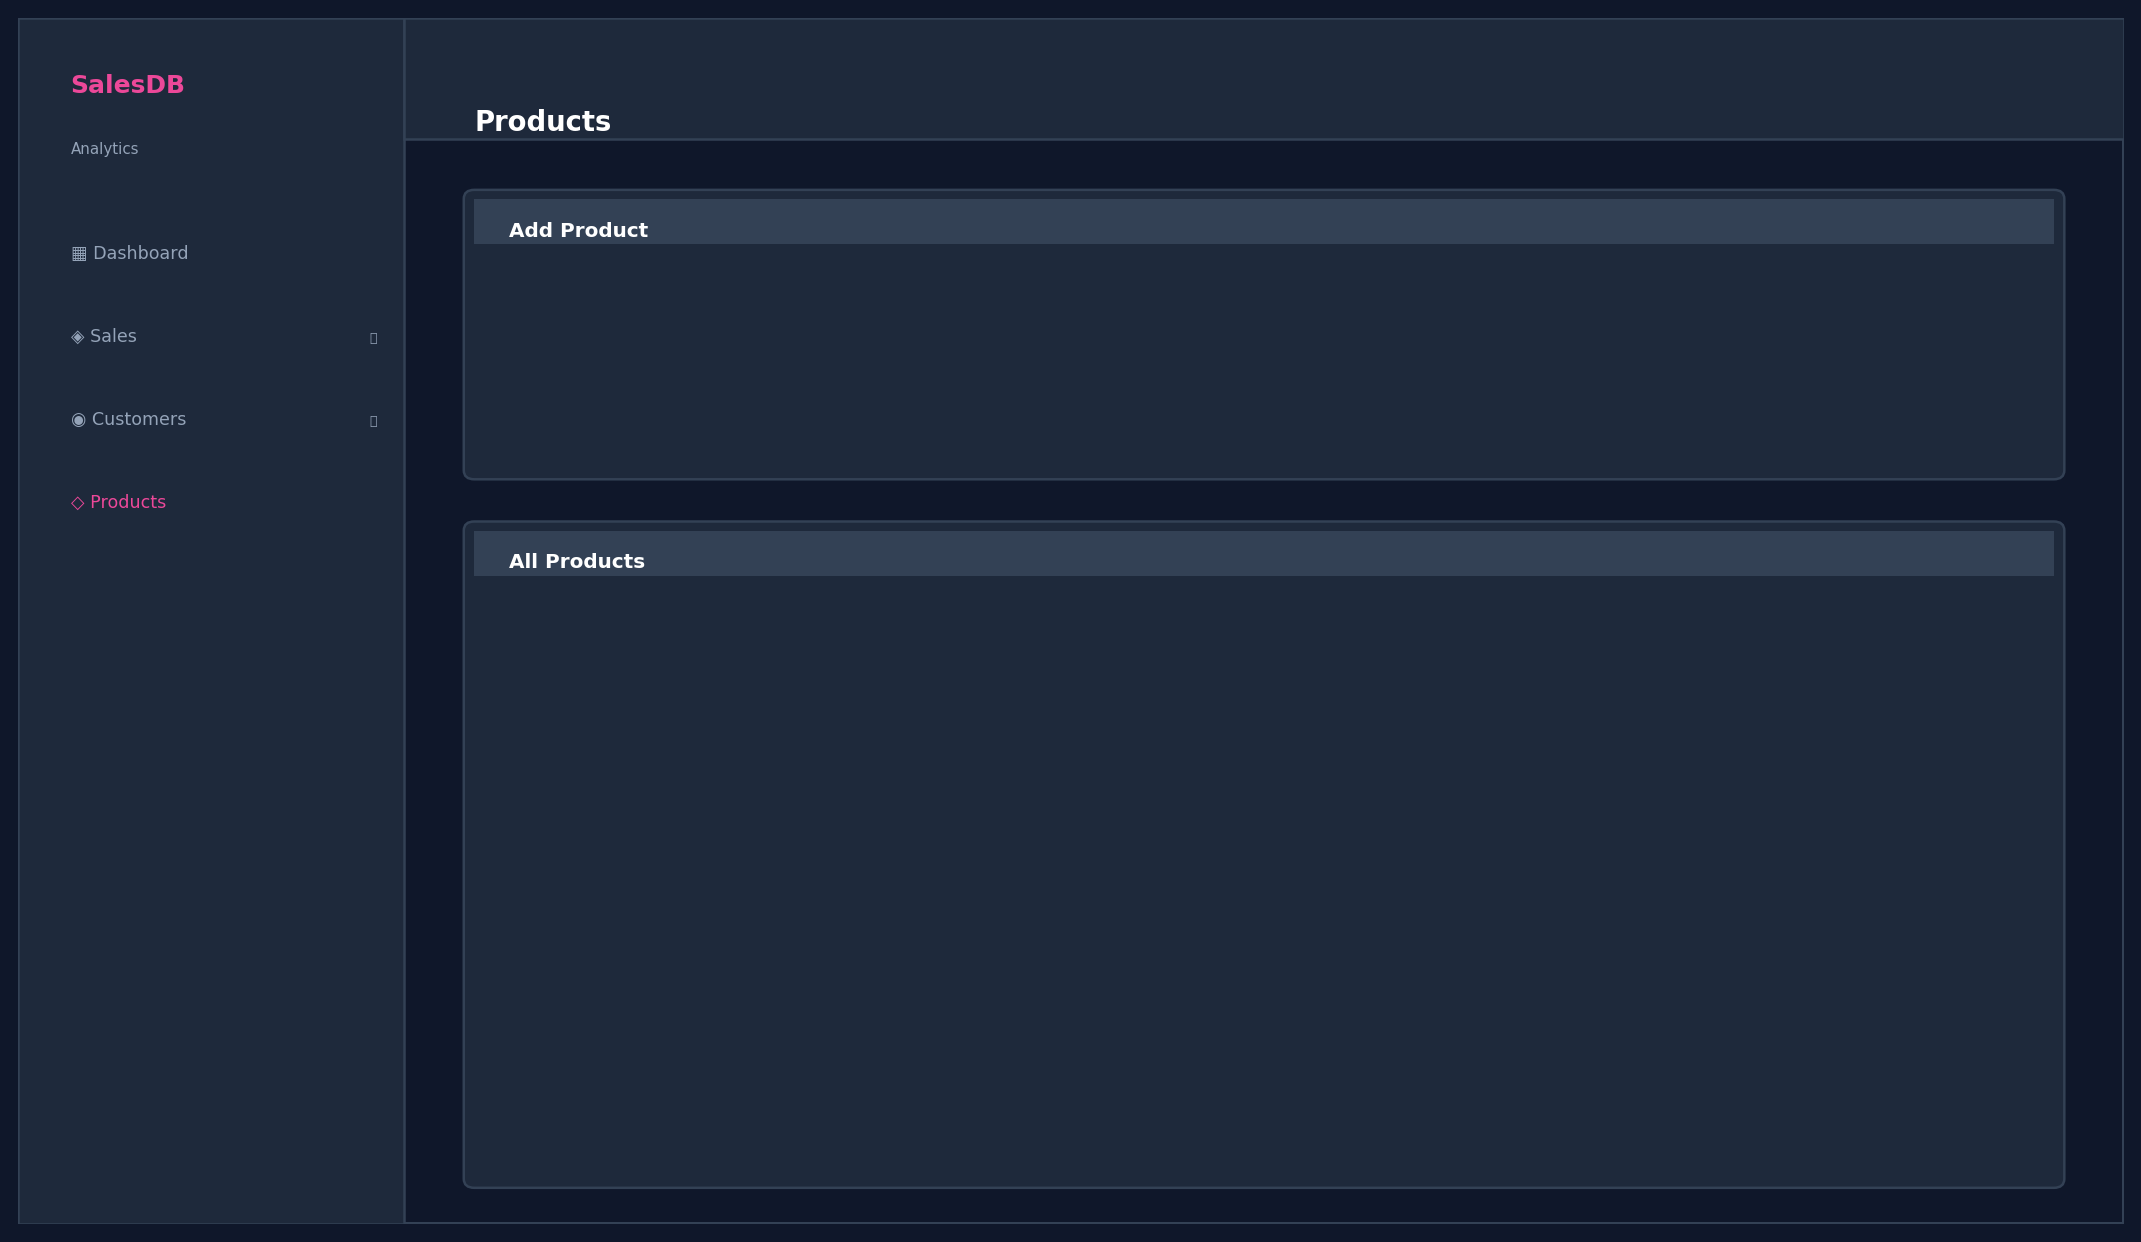 SalesDB
Analytics
▦ Dashboard
◈ Sales
◉ Customers
◇ Products
Products
Add Product
All Products